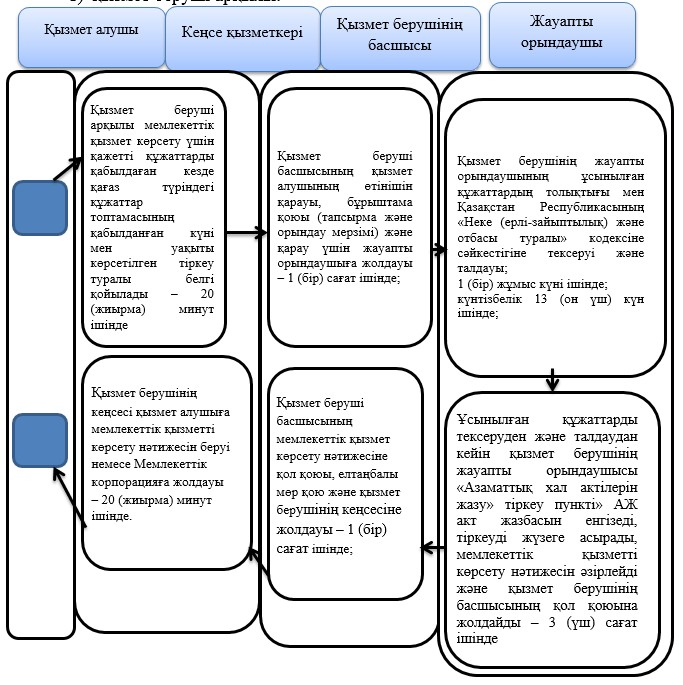 Қызмет алушы
Кеңсе қызметкері
Қызмет берушінің
басшысы
Жауапты
орындаушы
Қызмет беруші
арқылы мемлекеттік
қызмет көрсету үшін
қажетті құжаттарды
қабылдаған кезде
қағаз түріндегі
құжаттар
топтамасының
қабылданған күні
мен уақыты
көрсетілген тіркеу
туралы белгі
қойылады – 20
(жиырма) минут
ішінде
Қызмет беруші
басшысының қызмет
алушының өтінішін
қарауы, бұрыштама
қоюы (тапсырма және
орындау мерзімі) және
қарау үшін жауапты
орындаушыға жолдауы
– 1 (бір) сағат ішінде;
Қызмет берушінің жауапты
орындаушының ұсынылған
құжаттардың толықтығы мен
Қазақстан Республикасының
«Неке (ерлі-зайыптылық) және
отбасы туралы» кодексіне
сәйкестігіне тексеруі және
талдауы;
1 (бір) жұмыс күні ішінде;
күнтізбелік 13 (он үш) күн
ішінде;
Қызмет берушінің
кеңсесі қызмет алушыға
мемлекеттік қызметті
көрсету нәтижесін беруі
немесе Мемлекеттік
корпорацияға жолдауы
– 20 (жиырма) минут
ішінде.
Қызмет беруші
басшысының
мемлекеттік қызмет
көрсету нәтижесіне
қол қоюы, елтаңбалы
мөр қою және қызмет
берушінің кеңсесіне
жолдауы – 1 (бір)
сағат ішінде;
Ұсынылған құжаттарды
тексеруден және талдаудан
кейін қызмет берушінің
жауапты орындаушысы
«Азаматтық хал актілерін
жазу» тіркеу пункті» АЖ
акт жазбасын енгізеді,
тіркеуді жүзеге асырады,
мемлекеттік қызметті
көрсету нәтижесін әзірлейді
және қызмет берушінің
басшысының қол қоюына
жолдайды – 3 (үш) сағат
ішінде